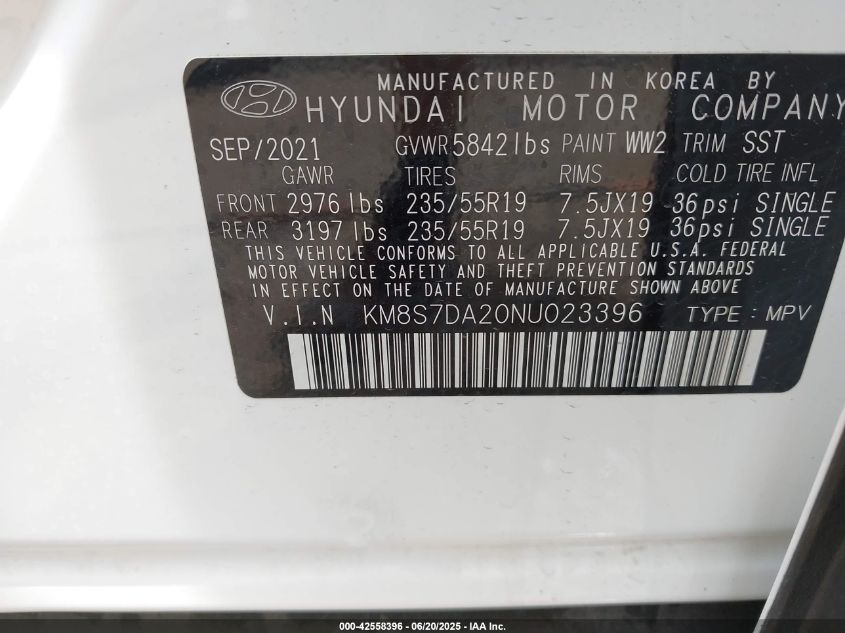 MANUFACTURED IN KOREA BY
HYUNDAI MOTOR COMPANY
SEP/2021 GVWR 5842lbs PAINT WW2 TRIM SST
GAWR TIRES RIMS COLD TIRE INFL
FRONT 2976 lbs 235/55R19 7.5JX19 36psi SINGLE
REAR 3197 lbs 235/55R19 7.5JX19 36psi SINGLE
THIS VEHICLE CONFORMS TO ALL APPLICABLE U.S.A. FEDERAL
MOTOR VEHICLE SAFETY AND THEFT PREVENTION STANDARDS
IN EFFECT ON THE DATE OF MANUFACTURE SHOWN ABOVE
V.I.N KM8S7DA20NU023396 TYPE : MPV
000-42558396 - 06/20/2025 - IAA Inc.